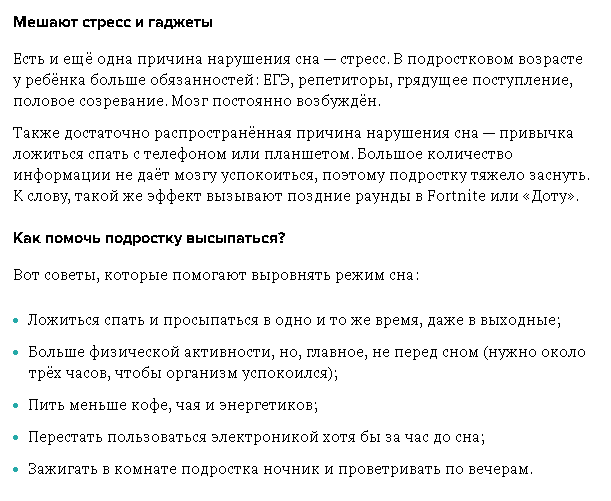 Мешают стресс и гаджеты
Есть и ещё одна причина нарушения сна — стресс. В подростковом возрасте
у ребёнка больше обязанностей: ЕГЭ, репетиторы, грядущее поступление,
половое созревание. Мозг постоянно возбуждён.
Также достаточно распространённая причина нарушения сна — привычка
ложиться спать с телефоном или планшетом. Большое количество
информации не даёт мозгу успокоиться, поэтому подростку тяжело заснуть.
К слову, такой же эффект вызывают поздние раунды в Fortnite или «Доту».
Как помочь подростку высыпаться?
Вот советы, которые помогают выровнять режим сна:
• Ложиться спать и просыпаться в одно и то же время, даже в выходные;
• Больше физической активности, но, главное, не перед сном (нужно около
трёх часов, чтобы организм успокоился);
• Пить меньше кофе, чая и энергетиков;
• Перестать пользоваться электроникой хотя бы за час до сна;
• Зажигать в комнате подростка ночник и проветривать по вечерам.